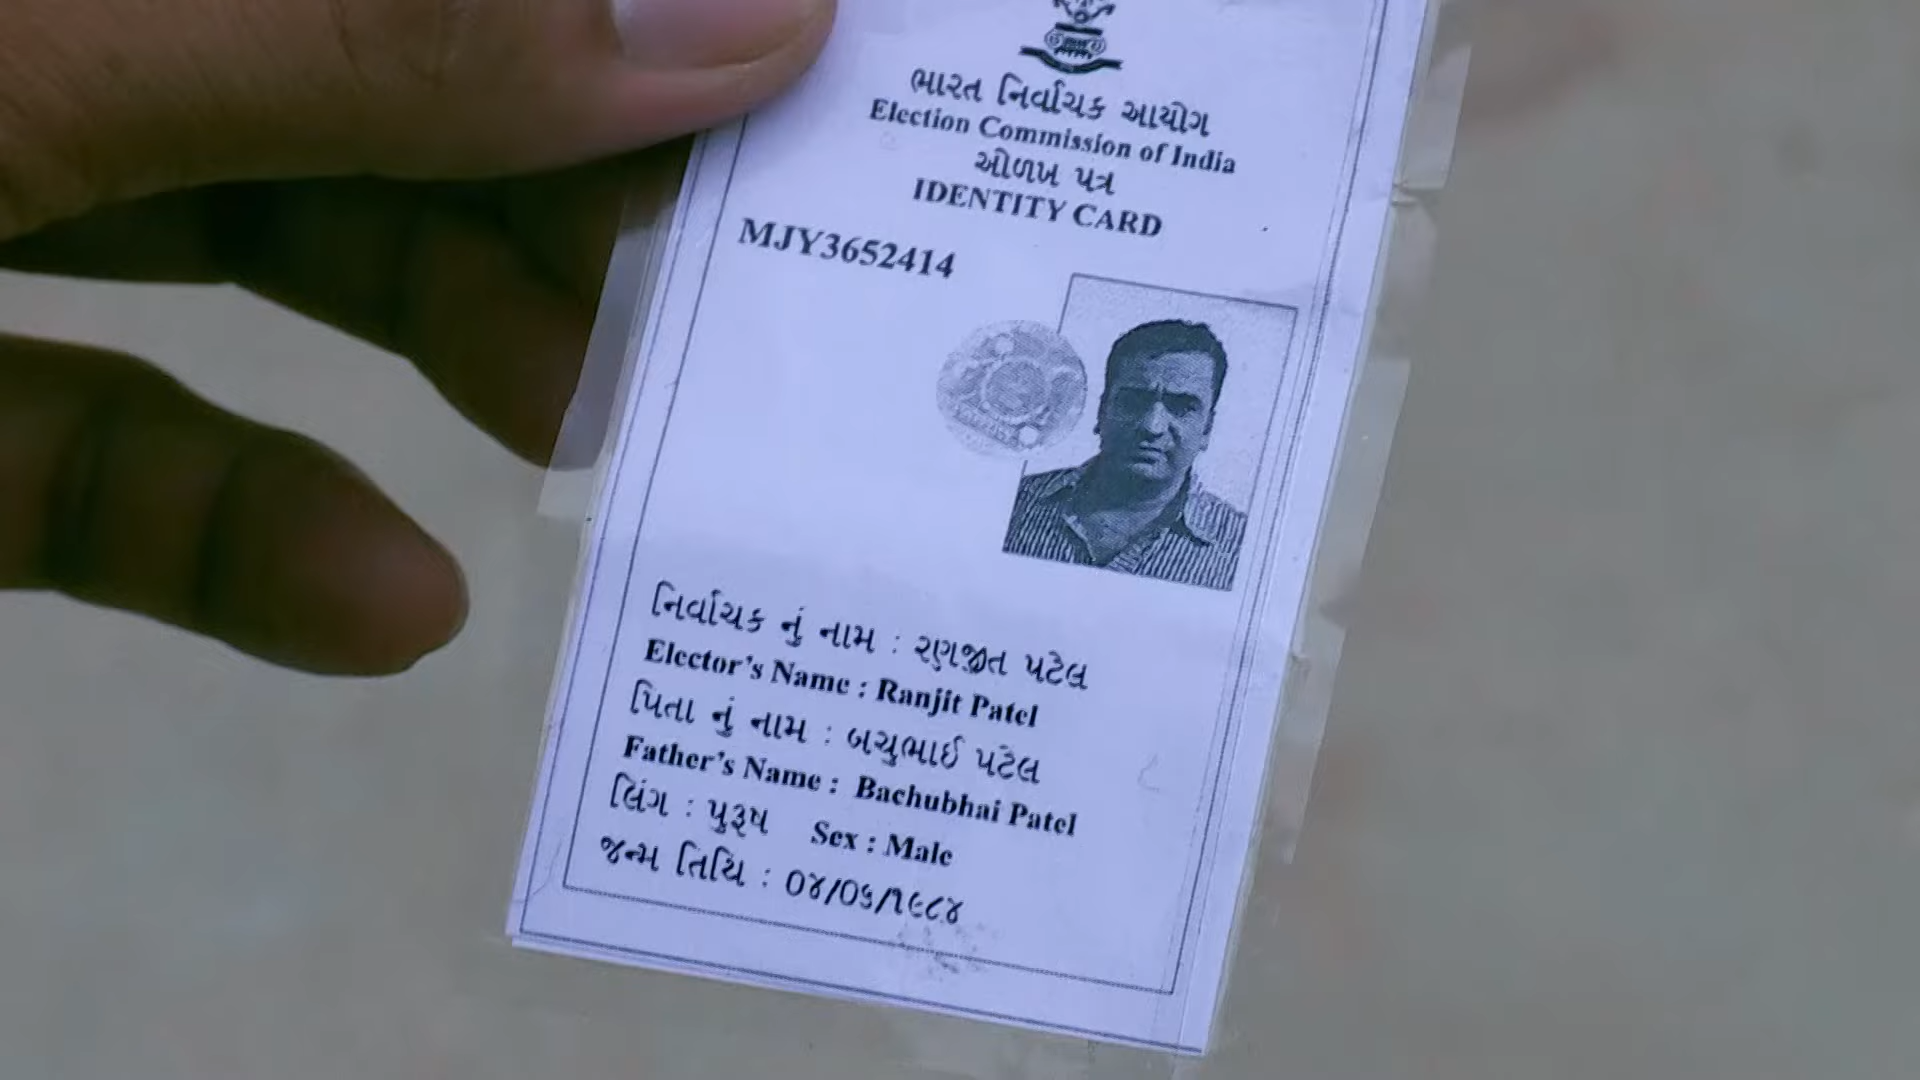 ભારત નિર્વાચક આયોગ
Election Commission of India
ઓળખ પત્ર
IDENTITY CARD
MJY3652414
નિર્વાચક નું નામ : રણજીત પટેલ
Elector's Name : Ranjit Patel
પિતા નું નામ : બચુભાઈ પટેલ
Father's Name : Bachubhai Patel
લિંગ : પુરૂષ Sex : Male
જન્મ તિથિ : ૦૪/૦૬/૧૯૮૪